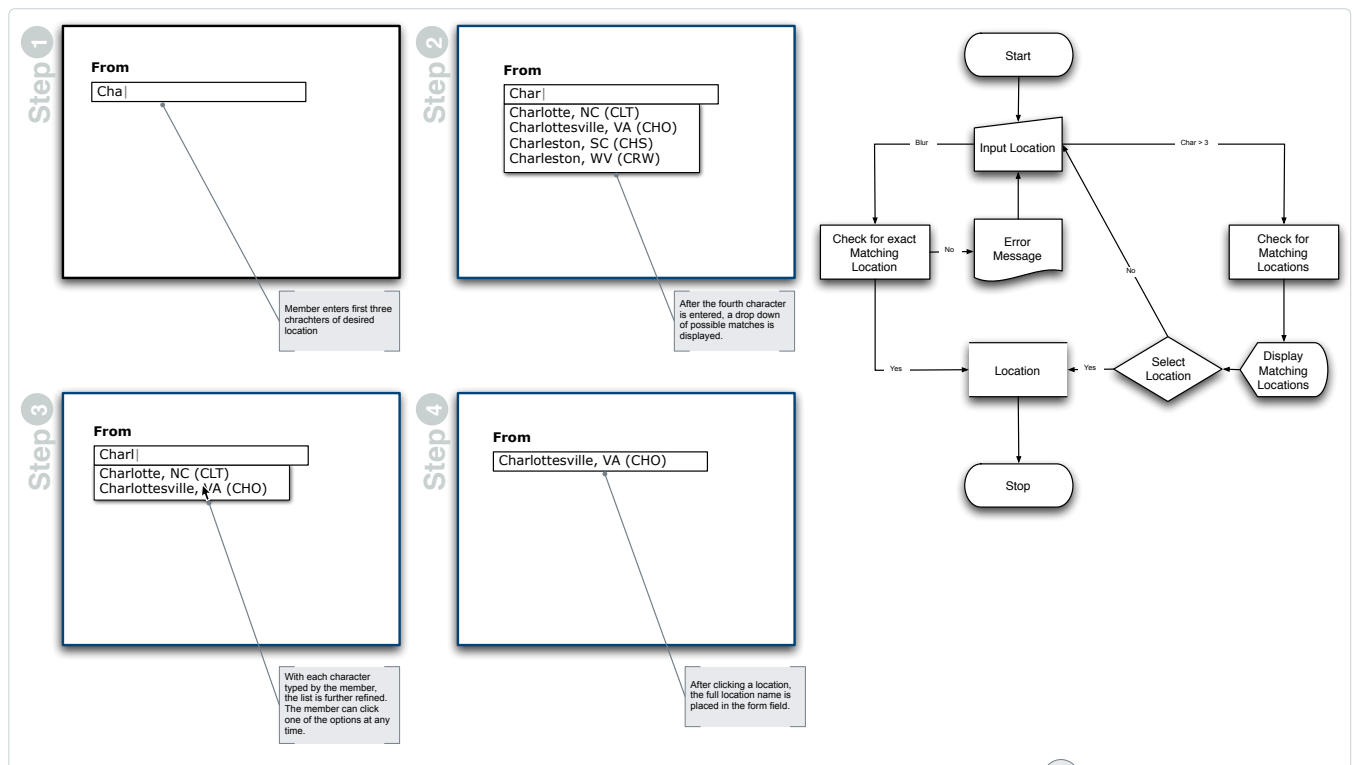 Step 1
From
Cha
Member enters first three
chrachters of desired
location
Step 2
From
Char
Charlotte, NC (CLT)
Charlottesville, VA (CHO)
Charleston, SC (CHS)
Charleston, WV (CRW)
After the fourth character
is entered, a drop down
of possible matches is
displayed.
Step 3
From
Charl
Charlotte, NC (CLT)
Charlottesville, VA (CHO)
With each character
typed by the member,
the list is further refined.
The member can click
one of the options at any
time.
Step 4
From
Charlottesville, VA (CHO)
After clicking a location,
the full location name is
placed in the form field.
Start
Input Location
Blur
Char > 3
Check for exact
Matching
Location
No
Error
Message
No
Check for
Matching
Locations
Yes
Location
Yes
Select
Location
Display
Matching
Locations
Stop